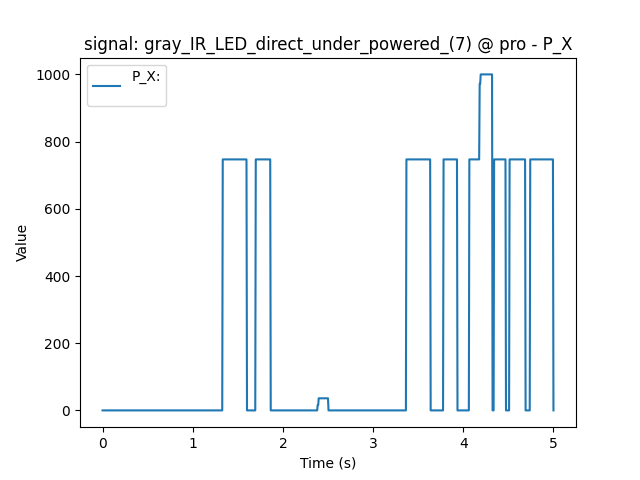 signal: gray_IR_LED_direct_under_powered_(7) @ pro - P_X
P_X:
1000
800
600
400
200
0
Value
0 1 2 3 4 5
Time (s)